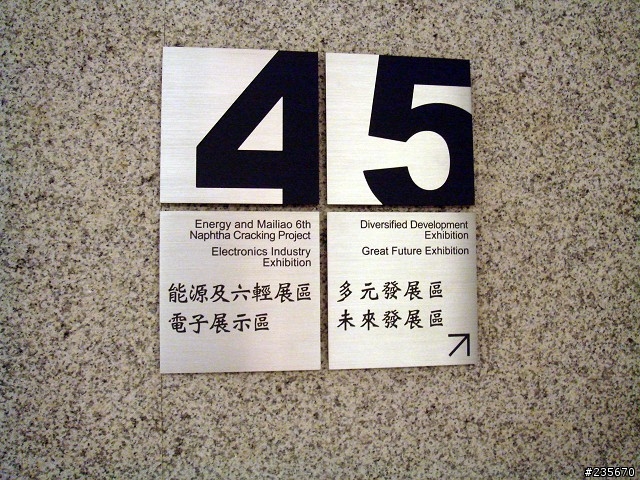 4
Energy and Mailiao 6th
Naphtha Cracking Project
Electronics Industry
Exhibition
能源及六輕展區
電子展示區
5
Diversified Development
Exhibition
Great Future Exhibition
多元發展區
未來發展區
#235670